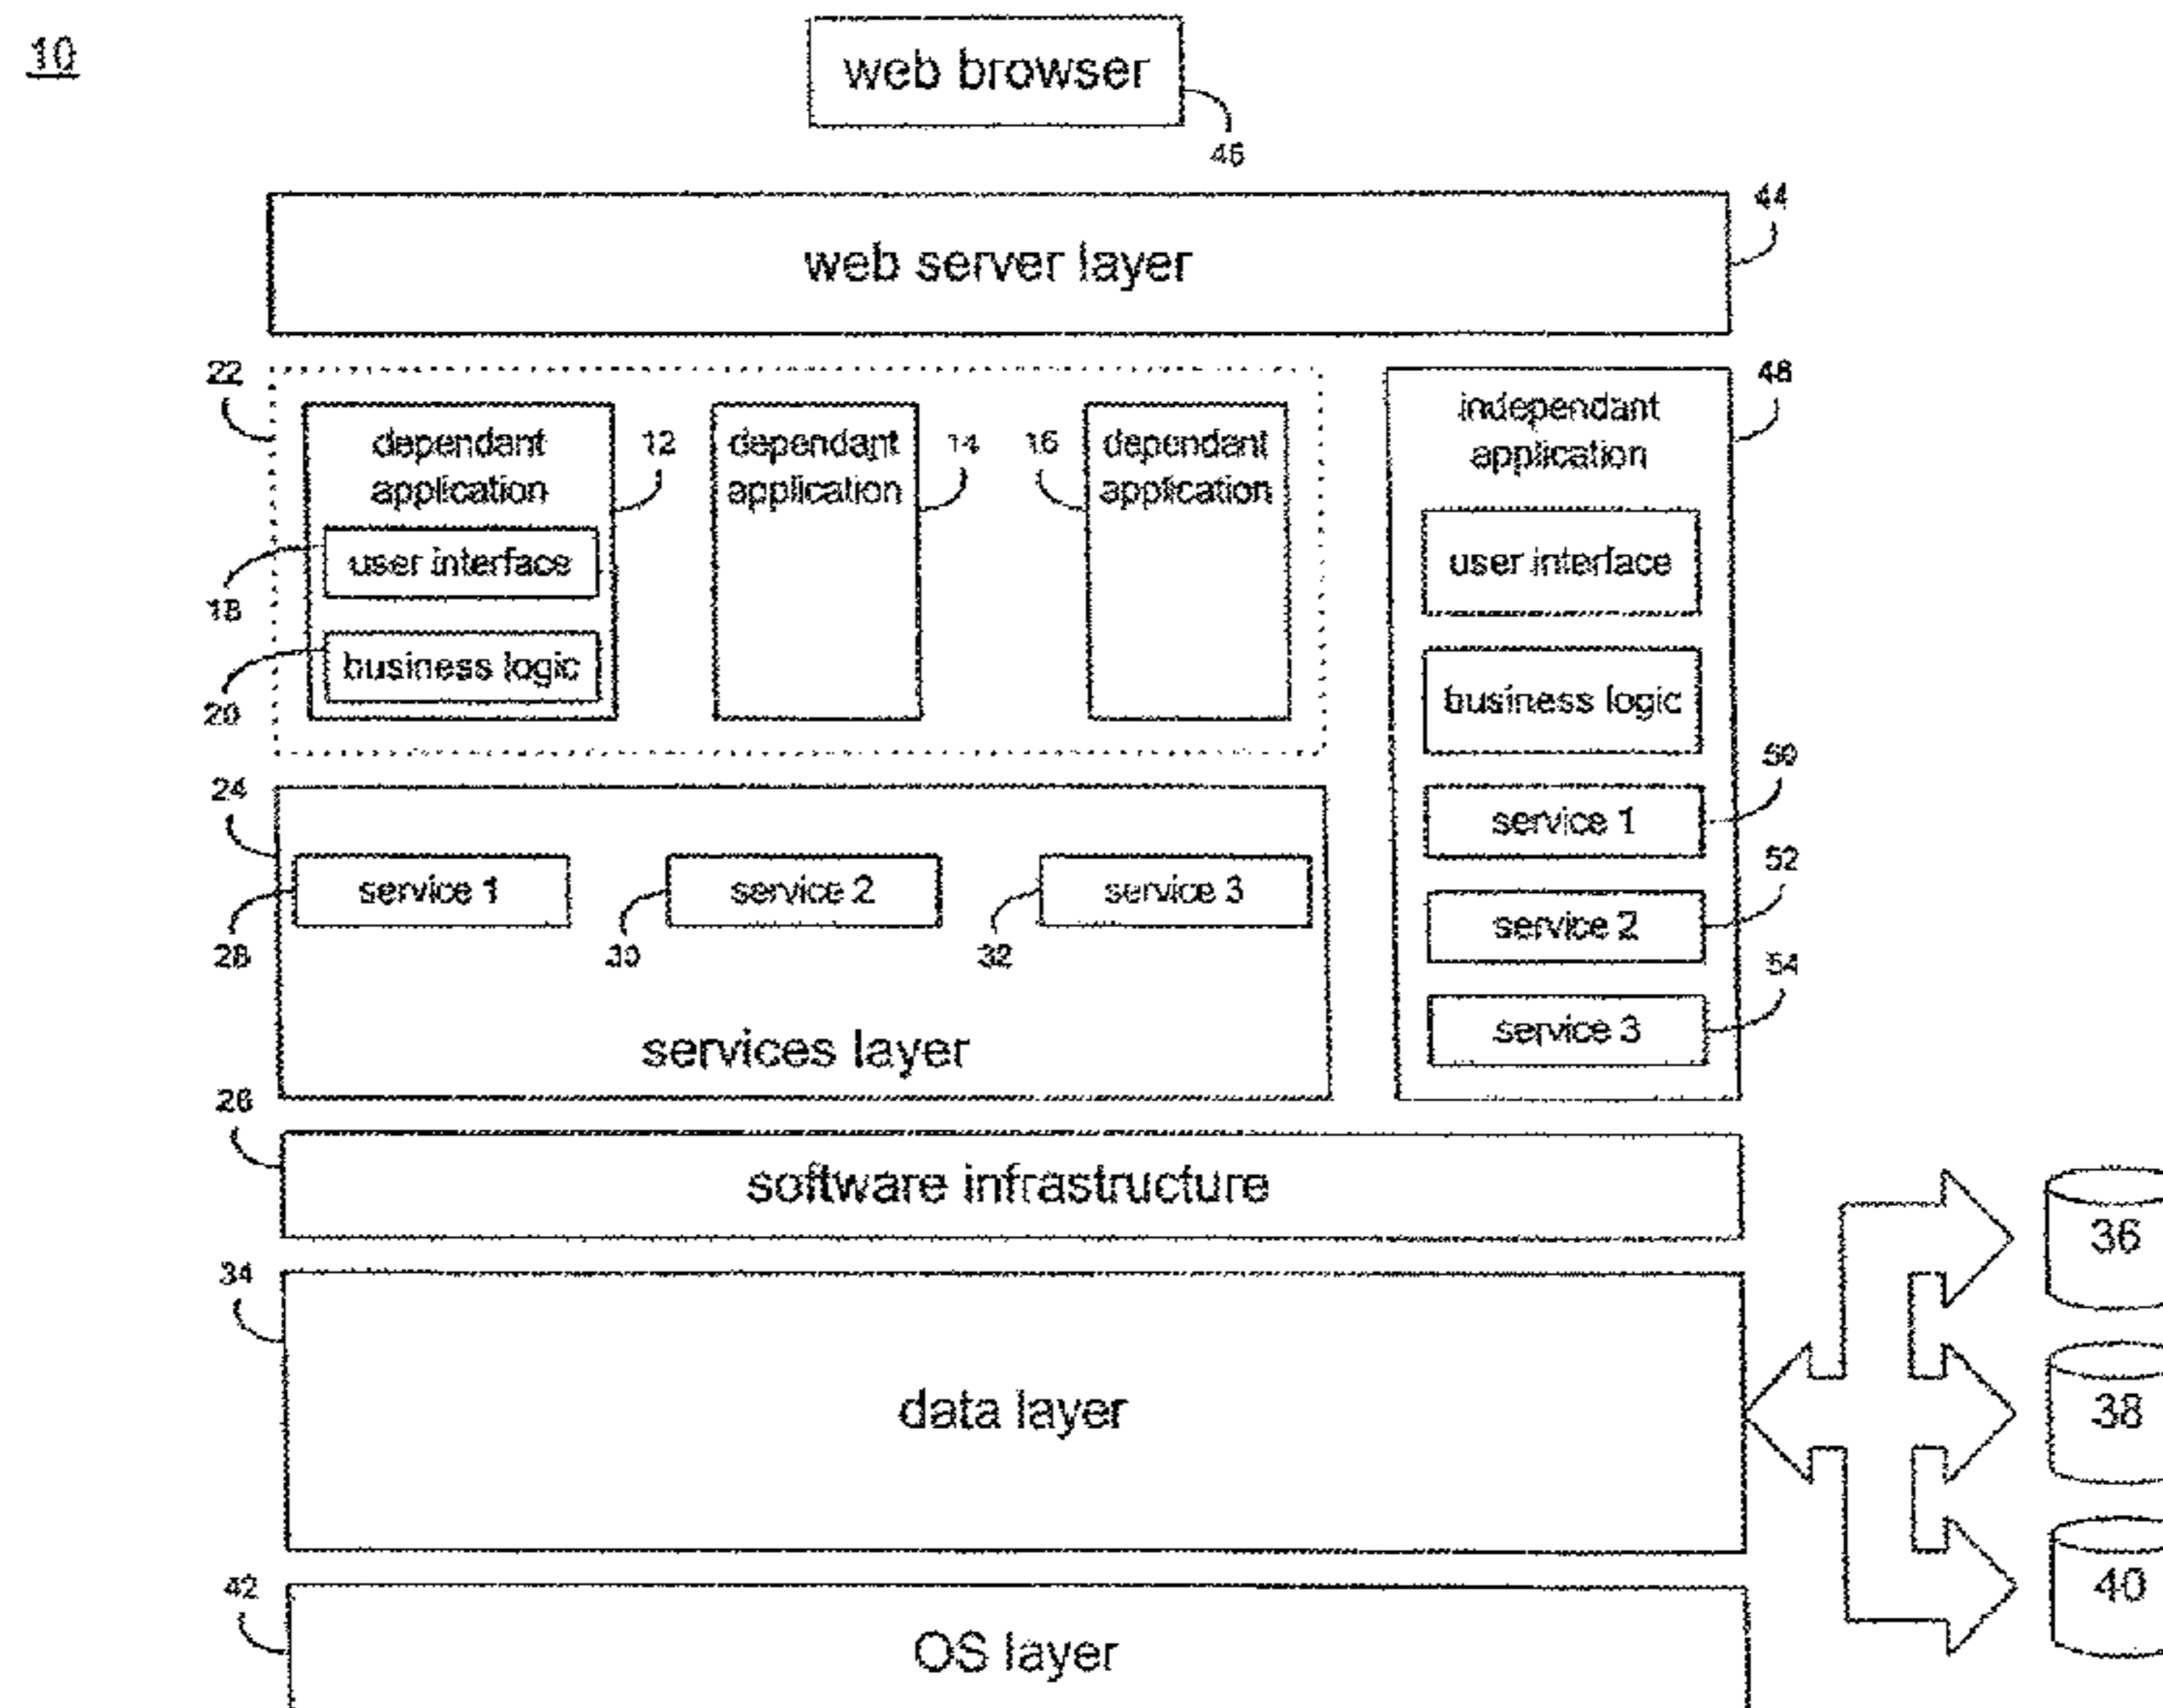 10
web browser
46
44
web server layer
22
48
independant
application
dependant
application
12
dependant
application
14
16
dependant
application
user interface
18
business logic
20
user interface
business logic
50
service 1
52
service 2
54
service 3
24
service 1
28
service 2
30
service 3
32
services layer
26
software infrastructure
36
34
data layer
38
40
42
OS layer